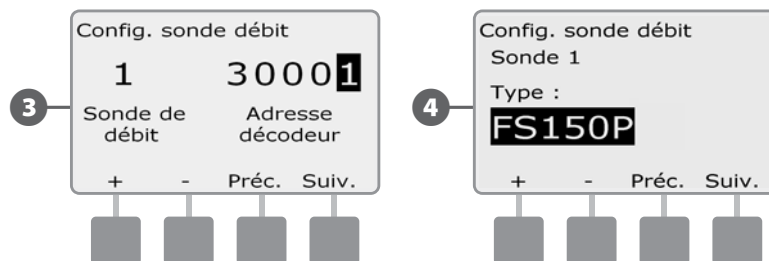 3
Config. sonde débit
1 30001
Sonde de débit
Adresse décodeur
+ - Préc. Suiv.
4
Config. sonde débit
Sonde 1
Type :
FS150P
+ - Préc. Suiv.